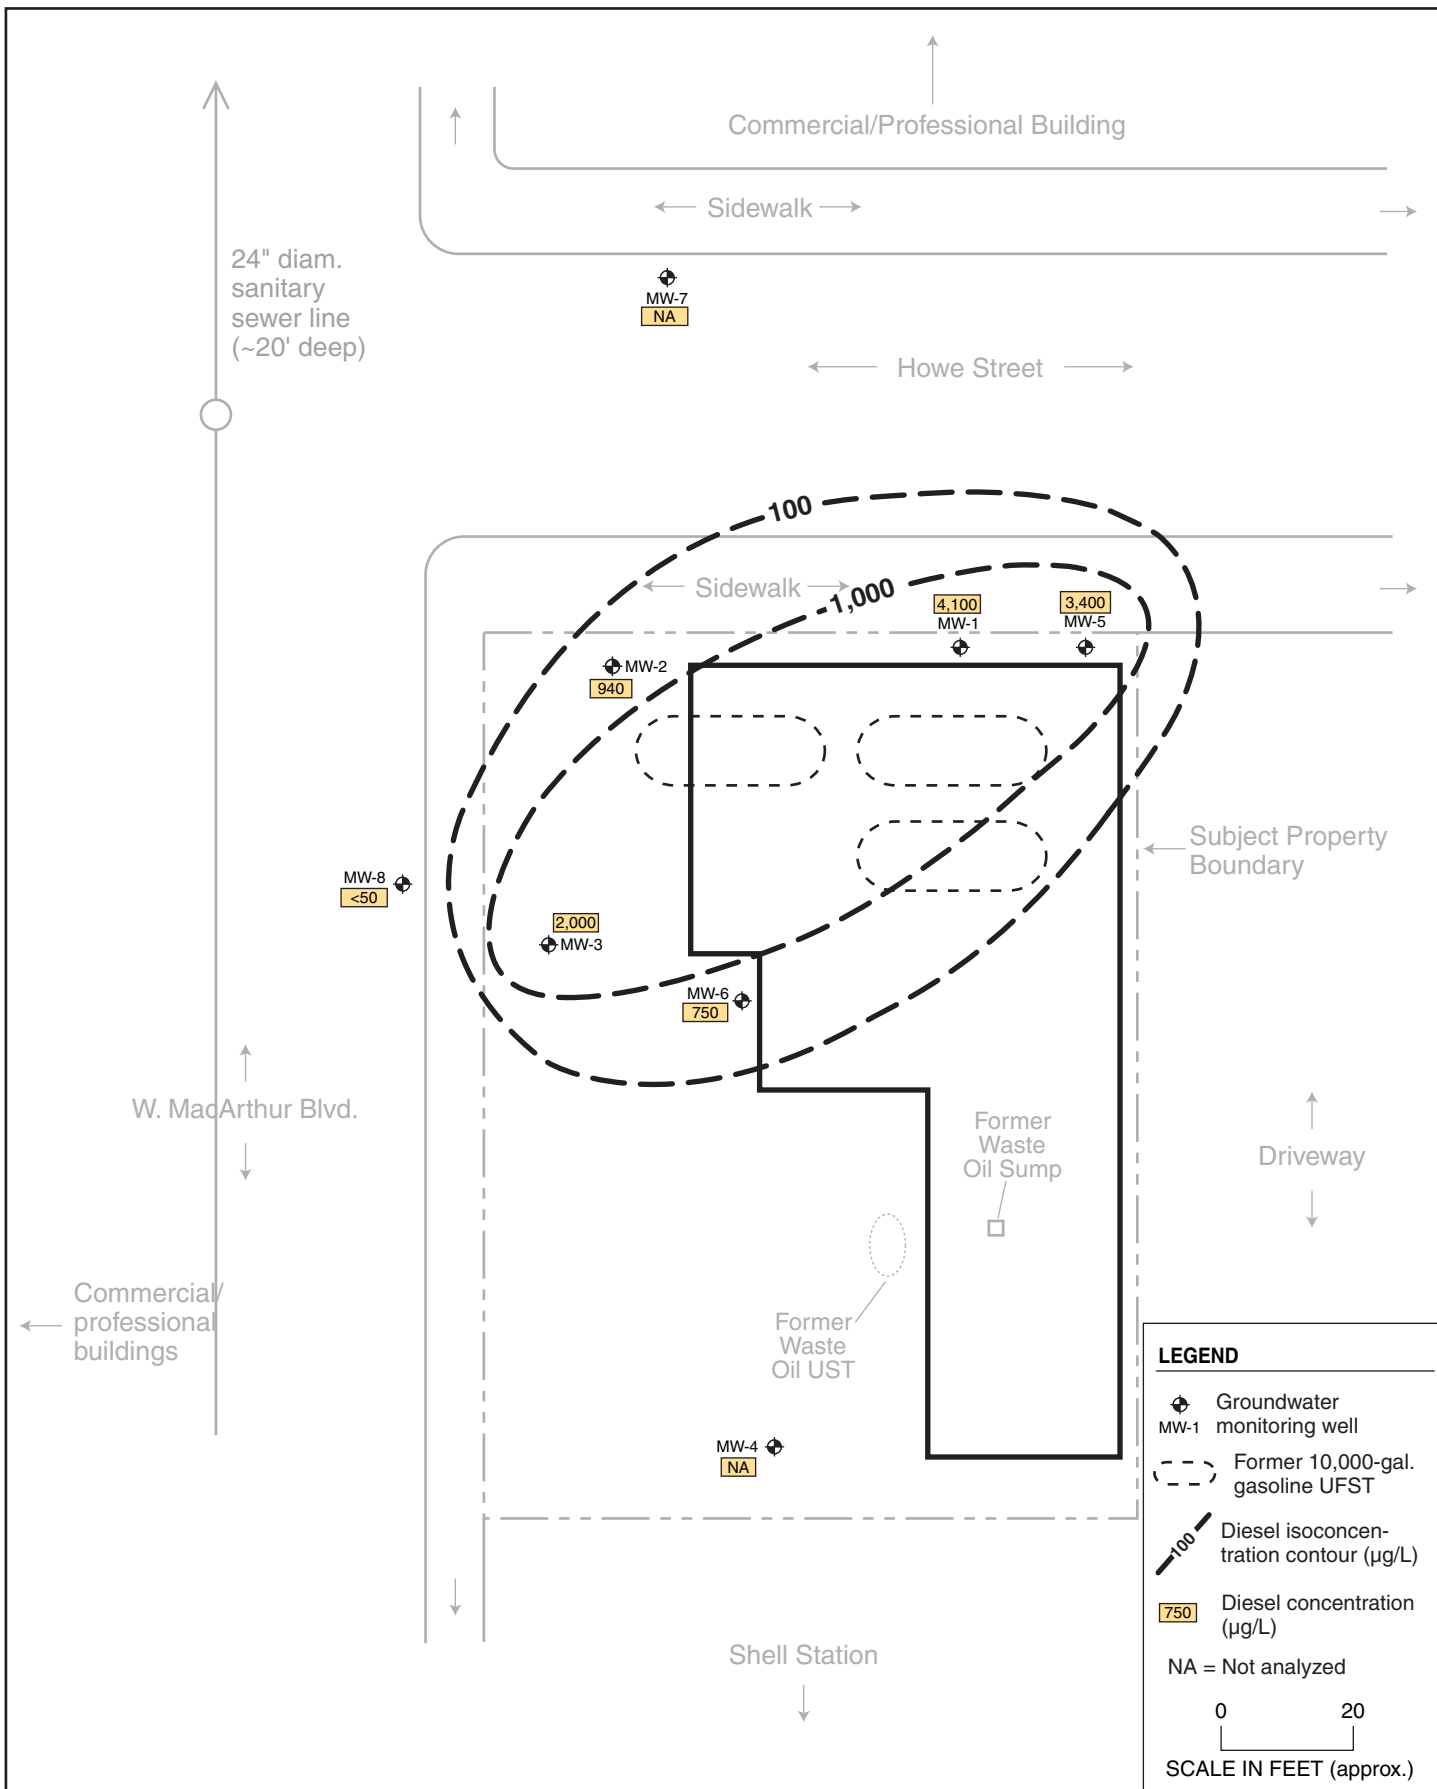 Commercial/Professional Building
Sidewalk
24" diam.
sanitary
sewer line
(~20' deep)
MW-7
NA
Howe Street
100
Sidewalk
1,000
4,100
MW-1
3,400
MW-5
MW-2
940
Subject Property
Boundary
MW-8
<50
2,000
MW-3
MW-6
750
W. MacArthur Blvd.
Former
Waste
Oil Sump
Driveway
Commercial/
professional
buildings
Former
Waste
Oil UST
MW-4
NA
Shell Station
LEGEND
MW-1
Groundwater
monitoring well
Former 10,000-gal.
gasoline UFST
100
Diesel isoconcen-
tration contour (µg/L)
750
Diesel concentration
(µg/L)
NA = Not analyzed
0 20
SCALE IN FEET (approx.)